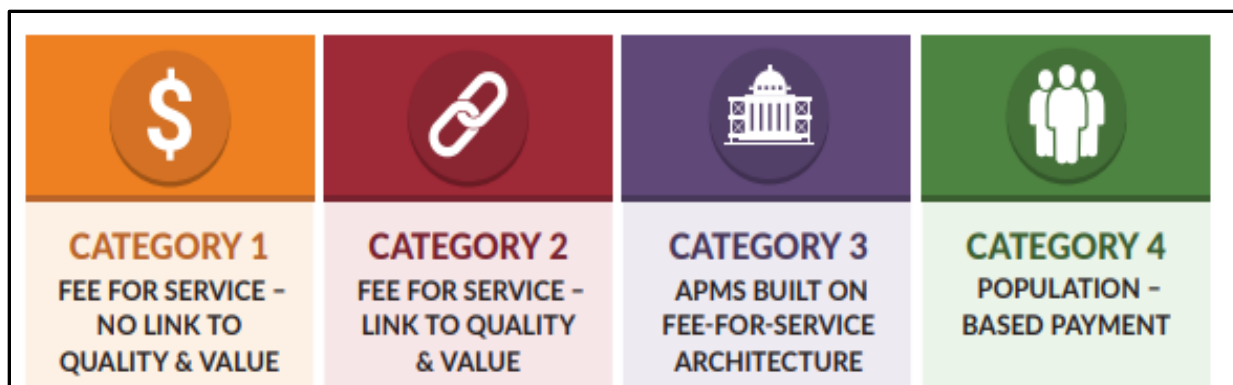 $
CATEGORY 1
FEE FOR SERVICE –
NO LINK TO
QUALITY & VALUE
CATEGORY 2
FEE FOR SERVICE –
LINK TO QUALITY
& VALUE
CATEGORY 3
APMS BUILT ON
FEE-FOR-SERVICE
ARCHITECTURE
CATEGORY 4
POPULATION –
BASED PAYMENT